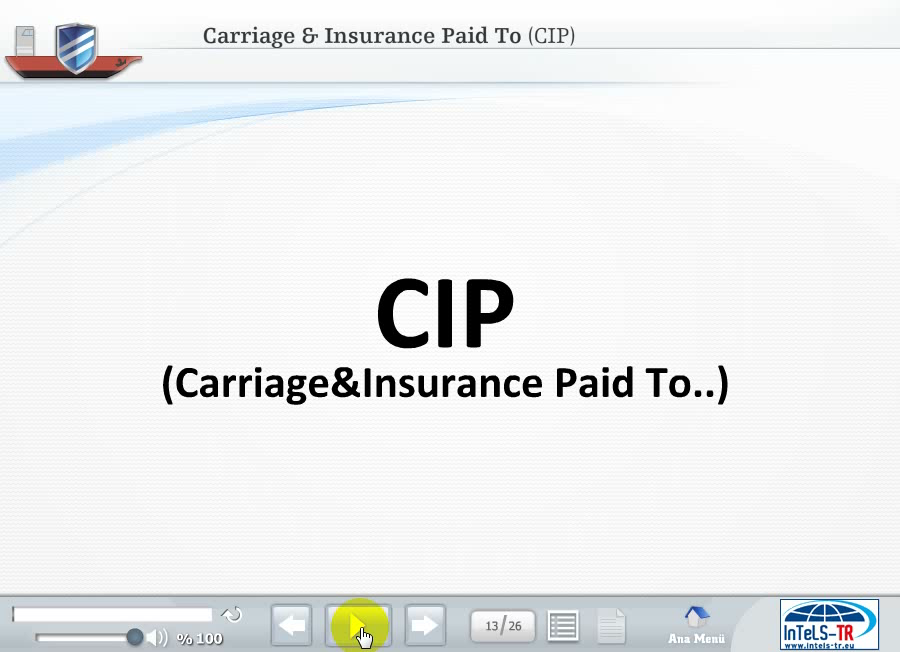 Carriage & Insurance Paid To (CIP)
CIP
(Carriage&Insurance Paid To..)
% 100
13/26
Ana Menü
InTeLS-TR
www.intels-tr.eu